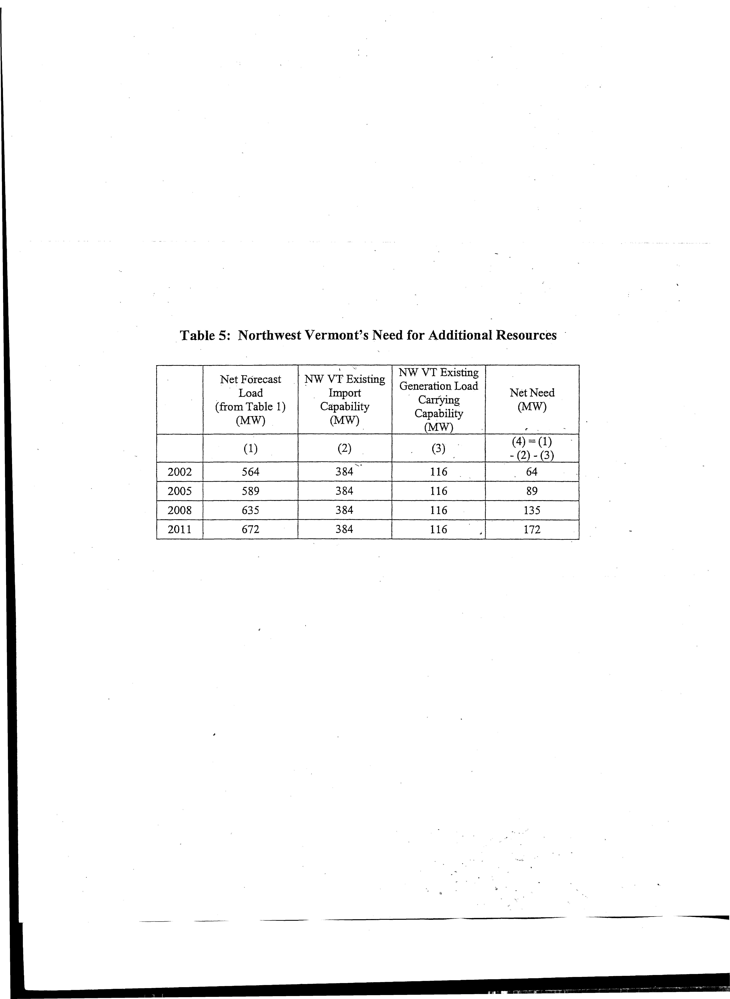 Table 5: Northwest Vermont's Need for Additional Resources
Net Forecast
Load
(from Table 1)
(MW)
NW VT Existing
Import
Capability
(MW)
NW VT Existing
Generation Load
Carrying
Capability
(MW)
Net Need
(MW)
(1)
(2)
(3)
(4) = (1)
- (2) - (3)
2002 564 384 116 64
2005 589 384 116 89
2008 635 384 116 135
2011 672 384 116 172